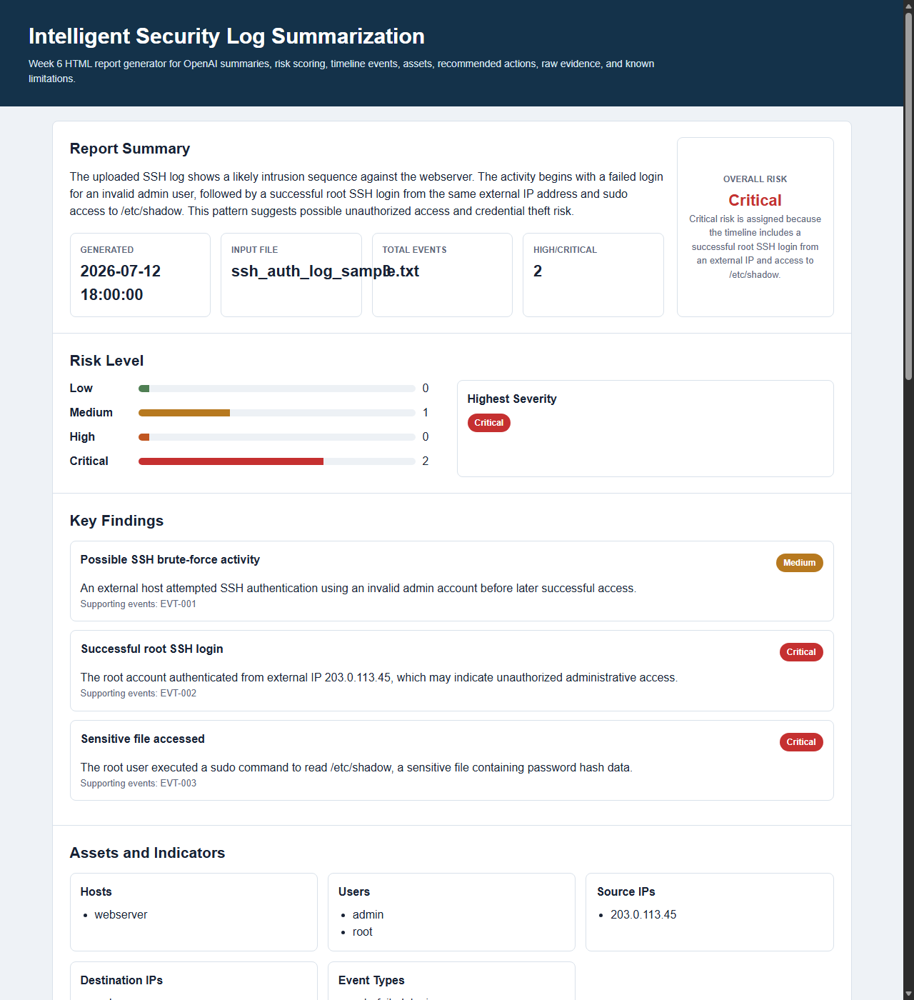 Intelligent Security Log Summarization
Week 6 HTML report generator for OpenAI summaries, risk scoring, timeline events, assets, recommended actions, raw evidence, and known
limitations.
Report Summary
The uploaded SSH log shows a likely intrusion sequence against the webserver. The activity begins with a failed login
for an invalid admin user, followed by a successful root SSH login from the same external IP address and sudo
access to /etc/shadow. This pattern suggests possible unauthorized access and credential theft risk.
GENERATED
2026-07-12
18:00:00
INPUT FILE
ssh_auth_log_sample.txt
TOTAL EVENTS
3
HIGH/CRITICAL
2
OVERALL RISK
Critical
Critical risk is assigned because
the timeline includes a
successful root SSH login from
an external IP and access to
/etc/shadow.
Risk Level
Low 0
Medium 1
High 0
Critical 2
Highest Severity
Critical
Key Findings
Possible SSH brute-force activity
Medium
An external host attempted SSH authentication using an invalid admin account before later successful access.
Supporting events: EVT-001
Successful root SSH login
Critical
The root account authenticated from external IP 203.0.113.45, which may indicate unauthorized administrative access.
Supporting events: EVT-002
Sensitive file accessed
Critical
The root user executed a sudo command to read /etc/shadow, a sensitive file containing password hash data.
Supporting events: EVT-003
Assets and Indicators
Hosts
• webserver
Users
• admin
• root
Source IPs
• 203.0.113.45
Destination IPs
Event Types